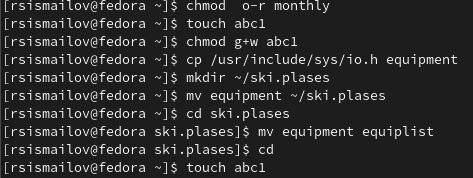 [rsismailov@fedora ~]$ chmod  o-r monthly
[rsismailov@fedora ~]$ touch abc1
[rsismailov@fedora ~]$ chmod g+w abc1
[rsismailov@fedora ~]$ cp /usr/include/sys/io.h equipment
[rsismailov@fedora ~]$ mkdir ~/ski.plases
[rsismailov@fedora ~]$ mv equipment ~/ski.plases
[rsismailov@fedora ~]$ cd ski.plases
[rsismailov@fedora ski.plases]$ mv equipment equiplist
[rsismailov@fedora ski.plases]$ cd
[rsismailov@fedora ~]$ touch abc1